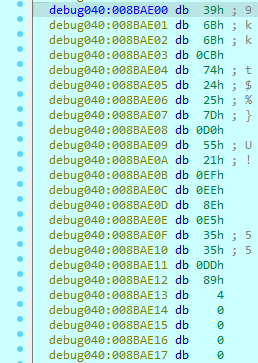 debug040:008BAE00 db 39h ; 9
debug040:008BAE01 db 6Bh ; k
debug040:008BAE02 db 6Bh ; k
debug040:008BAE03 db 0CBh
debug040:008BAE04 db 74h ; t
debug040:008BAE05 db 24h ; $
debug040:008BAE06 db 25h ; %
debug040:008BAE07 db 7Dh ; }
debug040:008BAE08 db 0D0h
debug040:008BAE09 db 55h ; U
debug040:008BAE0A db 21h ; !
debug040:008BAE0B db 0EFh
debug040:008BAE0C db 0EEh
debug040:008BAE0D db 8Eh
debug040:008BAE0E db 0E5h
debug040:008BAE0F db 35h ; 5
debug040:008BAE10 db 35h ; 5
debug040:008BAE11 db 0DDh
debug040:008BAE12 db 89h
debug040:008BAE13 db 4
debug040:008BAE14 db 0
debug040:008BAE15 db 0
debug040:008BAE16 db 0
debug040:008BAE17 db 0